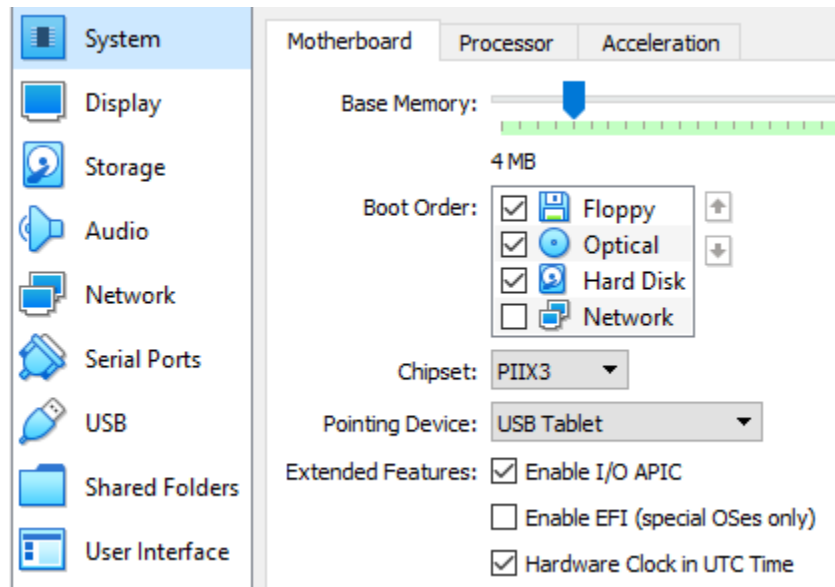 System
Display
Storage
Audio
Network
Serial Ports
USB
Shared Folders
User Interface
Motherboard Processor Acceleration
Base Memory:
4 MB
Boot Order:
Floppy
Optical
Hard Disk
Network
Chipset: PIIX3
Pointing Device: USB Tablet
Extended Features: Enable I/O APIC
Enable EFI (special OSes only)
Hardware Clock in UTC Time